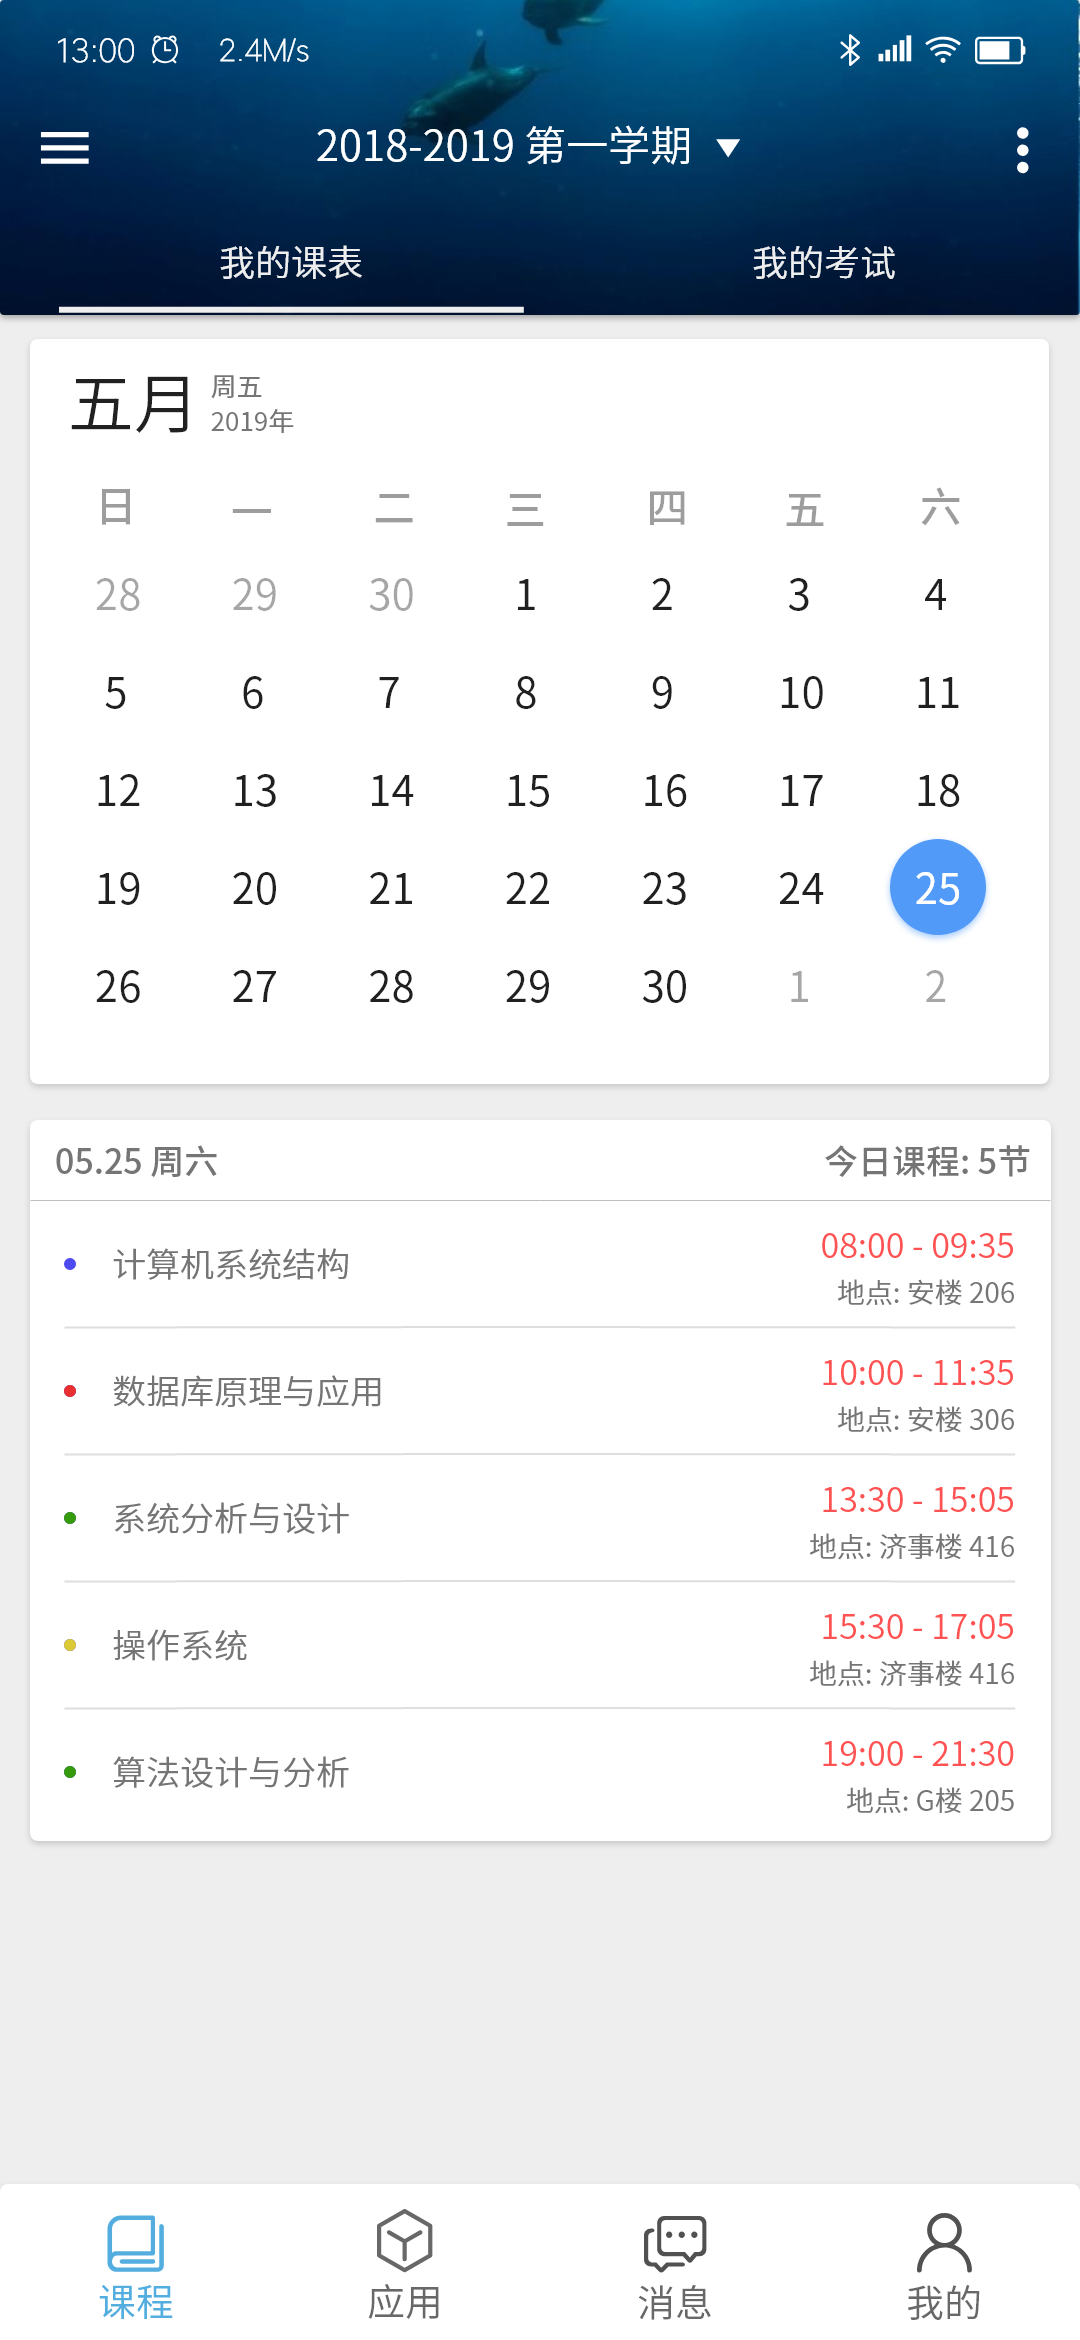 13:00 2.4M/s
2018-2019 第一学期
我的课表 我的考试
五月 周五
2019年
日 一 二 三 四 五 六
28 29 30 1 2 3 4
5 6 7 8 9 10 11
12 13 14 15 16 17 18
19 20 21 22 23 24 25
26 27 28 29 30 1 2
05.25 周六 今日课程: 5节
计算机系统结构 08:00 - 09:35
地点: 安楼 206
数据库原理与应用 10:00 - 11:35
地点: 安楼 306
系统分析与设计 13:30 - 15:05
地点: 济事楼 416
操作系统 15:30 - 17:05
地点: 济事楼 416
算法设计与分析 19:00 - 21:30
地点: G楼 205
课程 应用 消息 我的